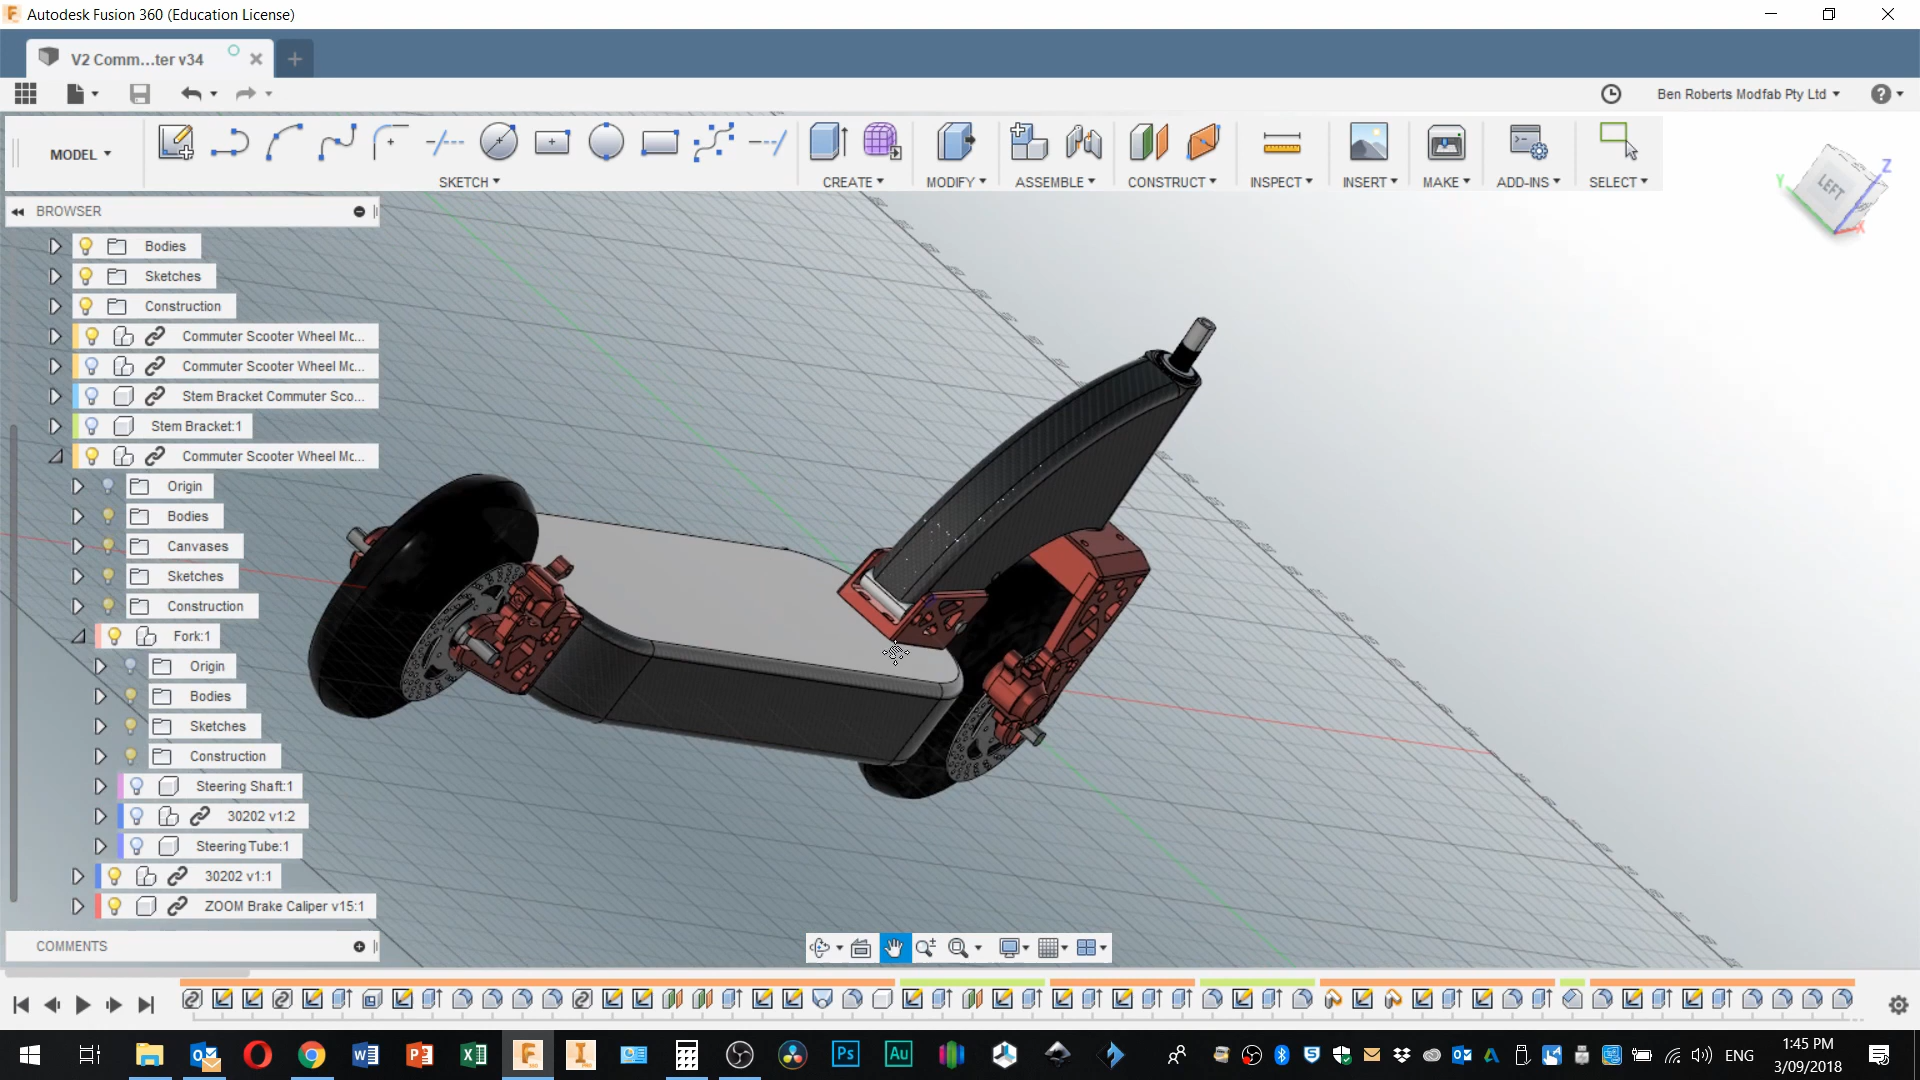 Autodesk Fusion 360 (Education License)
V2 Comm...ter v34
Ben Roberts Modfab Pty Ltd
MODEL
SKETCH
CREATE
MODIFY
ASSEMBLE
CONSTRUCT
INSPECT
INSERT
MAKE
ADD-INS
SELECT
LEFT
Z
Y
X
BROWSER
Bodies
Sketches
Construction
Commuter Scooter Wheel Mc...
Commuter Scooter Wheel Mc...
Stem Bracket Commuter Sco...
Stem Bracket:1
Commuter Scooter Wheel Mc...
Origin
Bodies
Canvases
Sketches
Construction
Fork:1
Origin
Bodies
Sketches
Construction
Steering Shaft:1
30202 v1:2
Steering Tube:1
30202 v1:1
ZOOM Brake Caliper v15:1
COMMENTS
Ps
Au
ENG
1:45 PM
3/09/2018